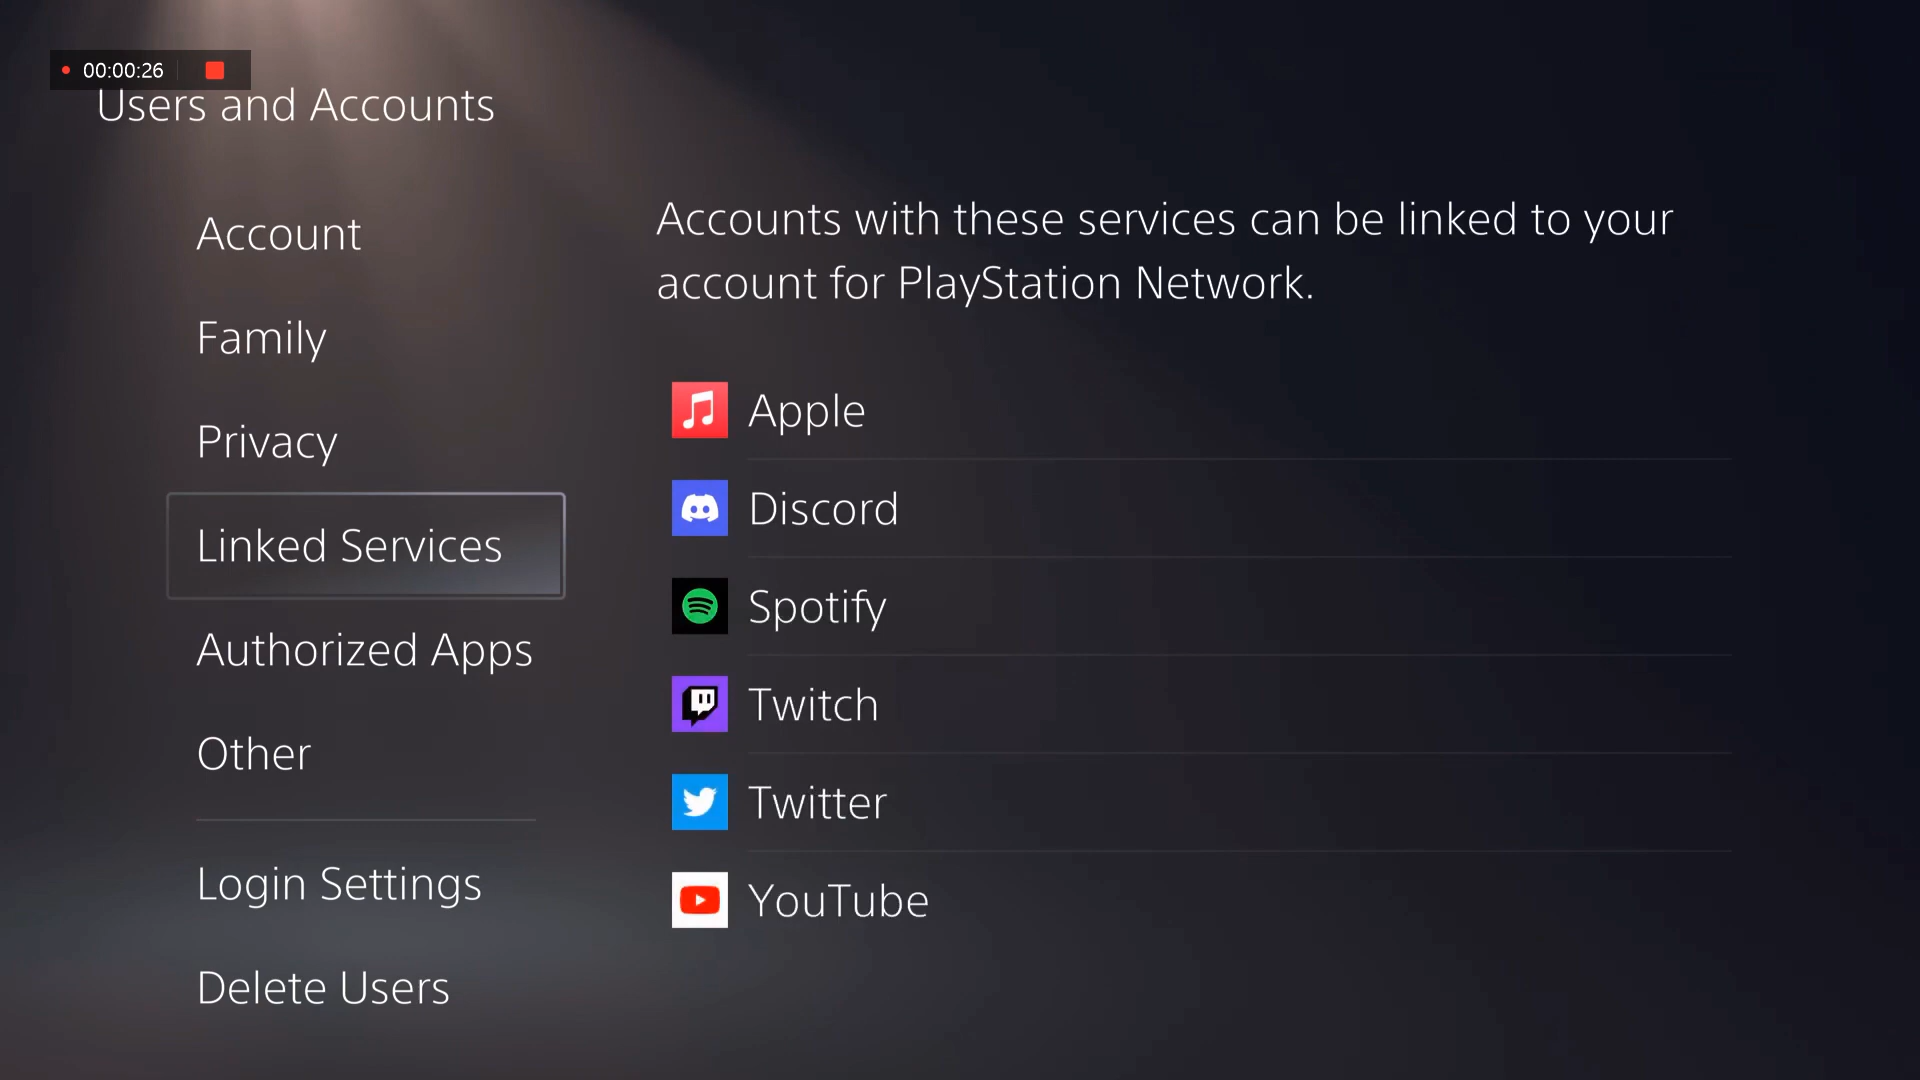 00:00:26
Users and Accounts
Account
Family
Privacy
Linked Services
Authorized Apps
Other
Login Settings
Delete Users
Accounts with these services can be linked to your
account for PlayStation Network.
Apple
Discord
Spotify
Twitch
Twitter
YouTube